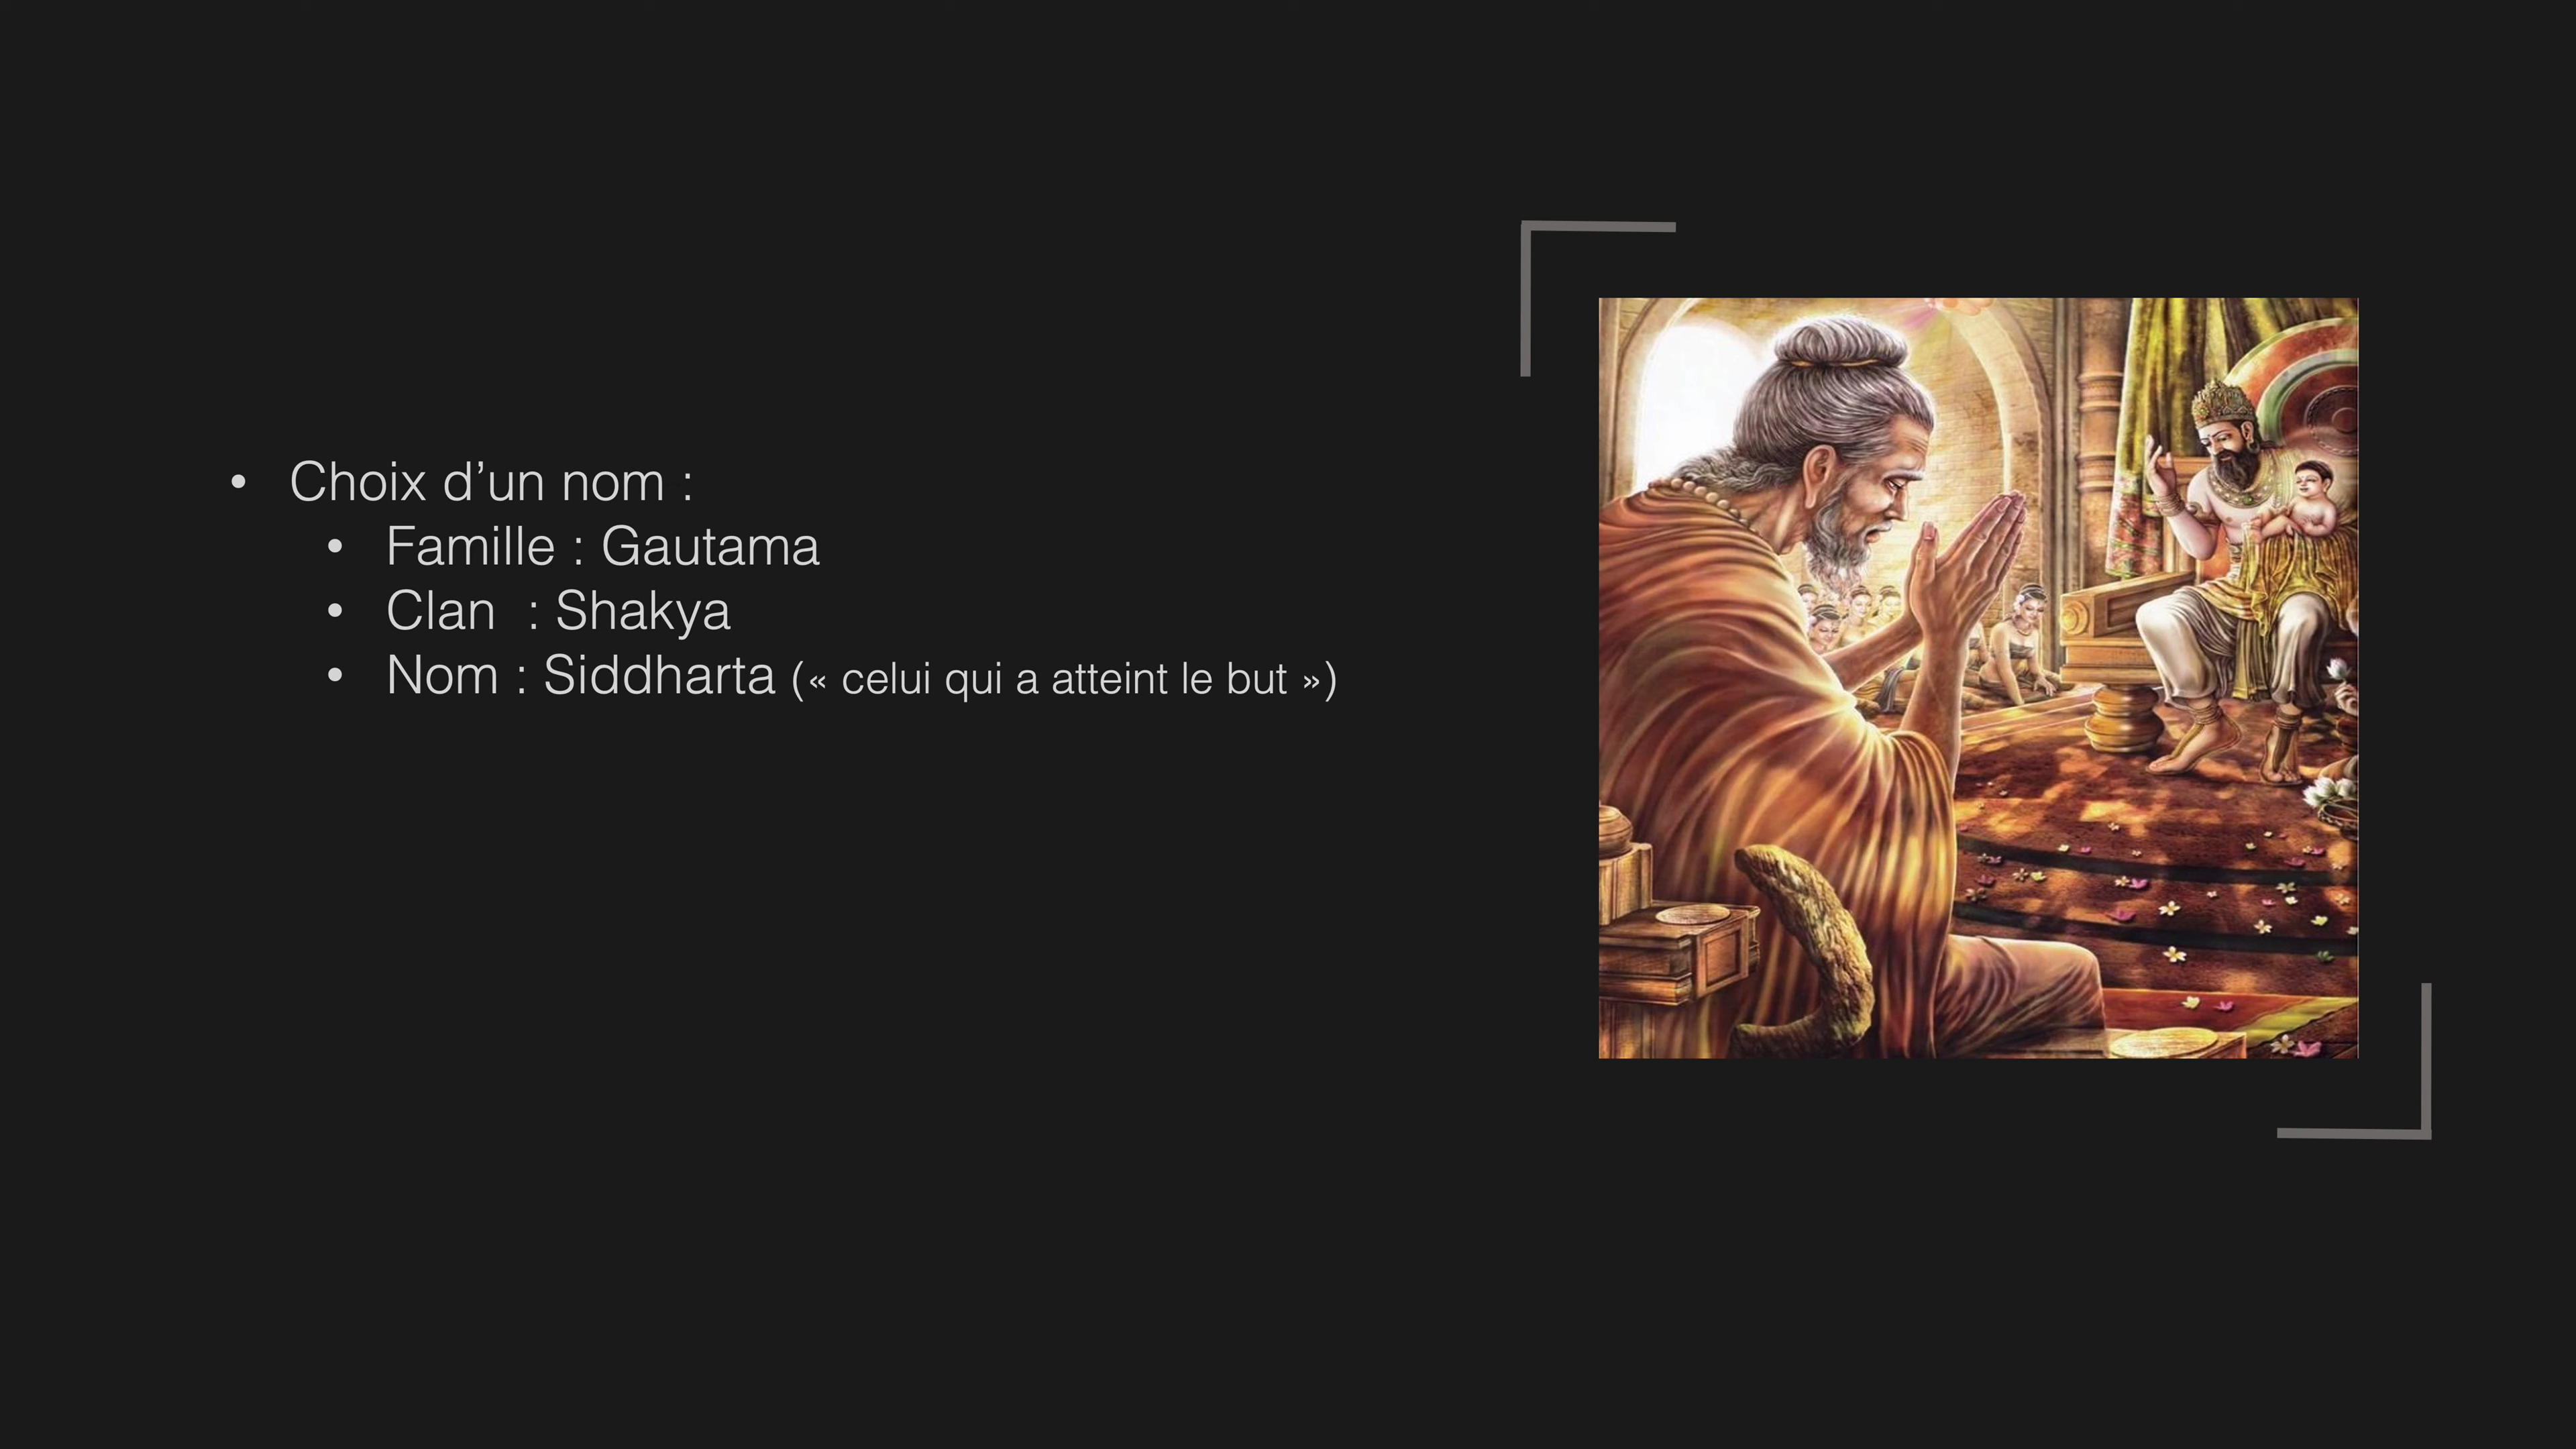 • Choix d’un nom :
• Famille : Gautama
• Clan  : Shakya
• Nom : Siddharta (« celui qui a atteint le but »)